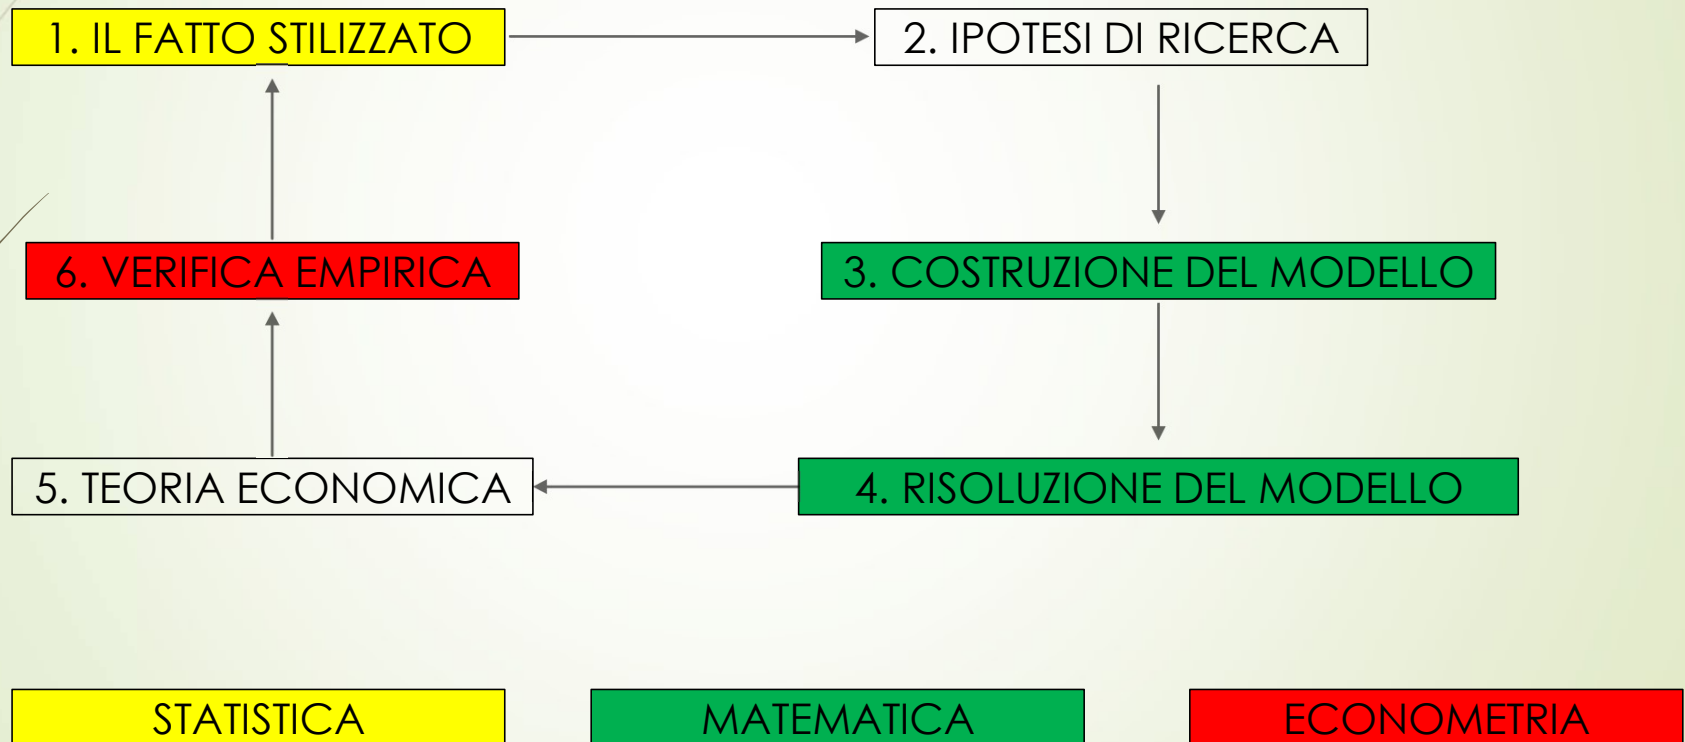 1. IL FATTO STILIZZATO
2. IPOTESI DI RICERCA
6. VERIFICA EMPIRICA
3. COSTRUZIONE DEL MODELLO
5. TEORIA ECONOMICA
4. RISOLUZIONE DEL MODELLO
STATISTICA
MATEMATICA
ECONOMETRIA